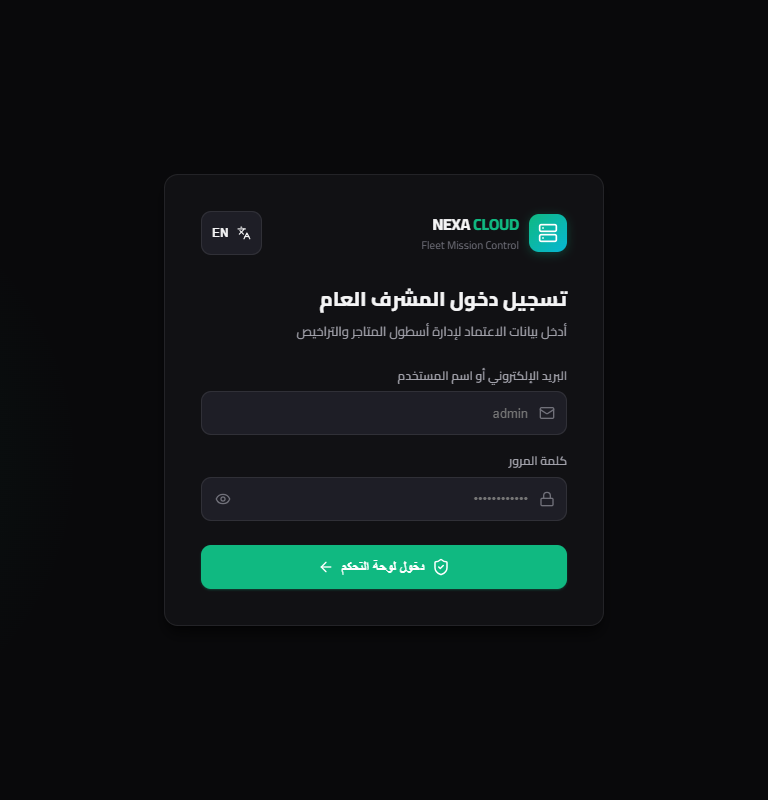 NEXA CLOUD
Fleet Mission Control
EN
تسجيل دخول المشرف العام
أدخل بيانات الاعتماد لإدارة أسطول المتاجر والتراخيص
البريد الإلكتروني أو اسم المستخدم
admin
كلمة المرور
••••••••••••
دخول لوحة التحكم